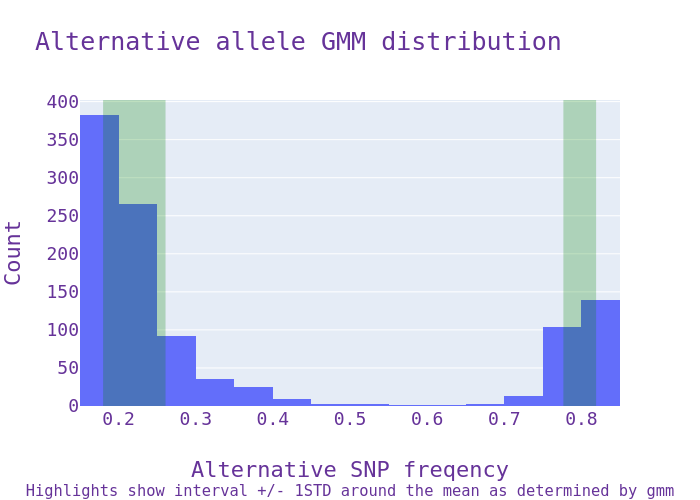 Alternative allele GMM distribution
400
350
300
250
200
150
100
50
0
Count
0.2 0.3 0.4 0.5 0.6 0.7 0.8
Alternative SNP freqency
Highlights show interval +/- 1STD around the mean as determined by gmm